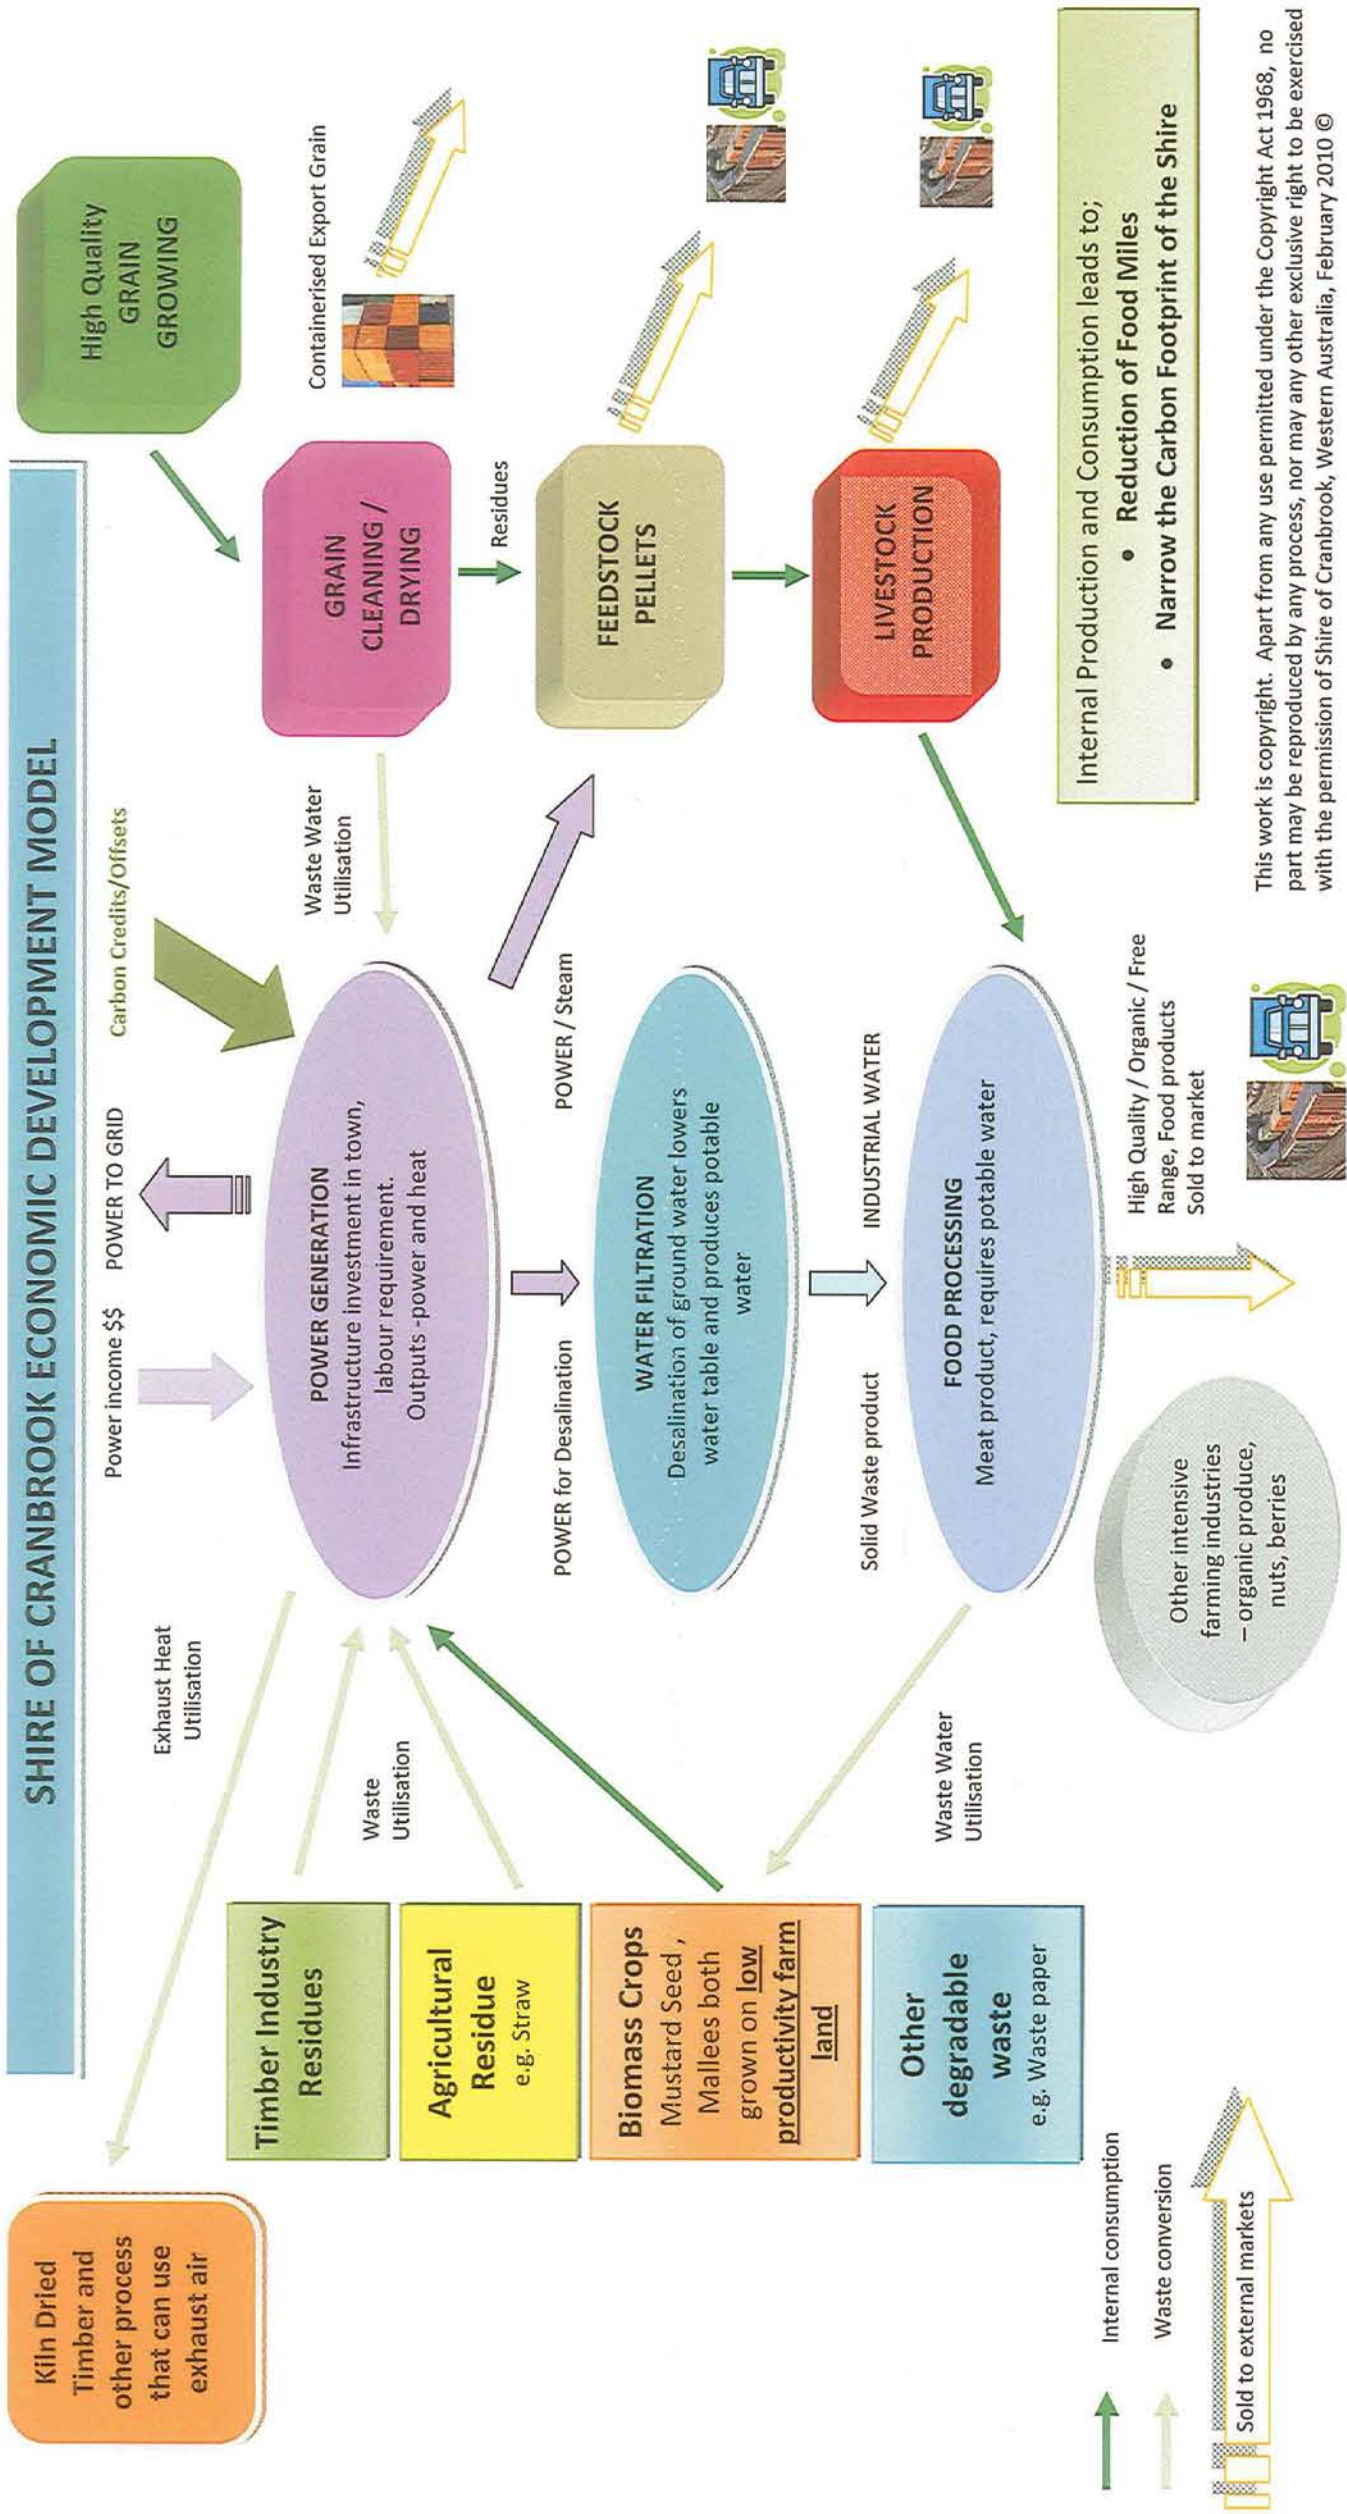 SHIRE OF CRANBROOK ECONOMIC DEVELOPMENT MODEL
Kiln Dried
Timber and
other process
that can use
exhaust air
Exhaust Heat
Utilisation
Power income $$
POWER TO GRID
Carbon Credits/Offsets
High Quality
GRAIN
GROWING
Timber Industry
Residues
Agricultural
Residue
e.g. Straw
Biomass Crops
Mustard Seed ,
Mallees both
grown on low
productivity farm
land
Other
degradable
waste
e.g. Waste paper
Waste
Utilisation
POWER GENERATION
Infrastructure investment in town,
labour requirement.
Outputs -power and heat
Waste Water
Utilisation
GRAIN
CLEANING /
DRYING
Containerised Export Grain
Residues
POWER for Desalination
POWER / Steam
WATER FILTRATION
Desalination of ground water lowers
water table and produces potable
water
FEEDSTOCK
PELLETS
Solid Waste product
INDUSTRIAL WATER
LIVESTOCK
PRODUCTION
Waste Water
Utilisation
FOOD PROCESSING
Meat product, requires potable water
Other intensive
farming industries
– organic produce,
nuts, berries
High Quality / Organic / Free
Range, Food products
Sold to market
Internal Production and Consumption leads to;
• Reduction of Food Miles
• Narrow the Carbon Footprint of the Shire
Internal consumption
Waste conversion
Sold to external markets
This work is copyright. Apart from any use permitted under the Copyright Act 1968, no
part may be reproduced by any process, nor may any other exclusive right to be exercised
with the permission of Shire of Cranbrook, Western Australia, February 2010 ©